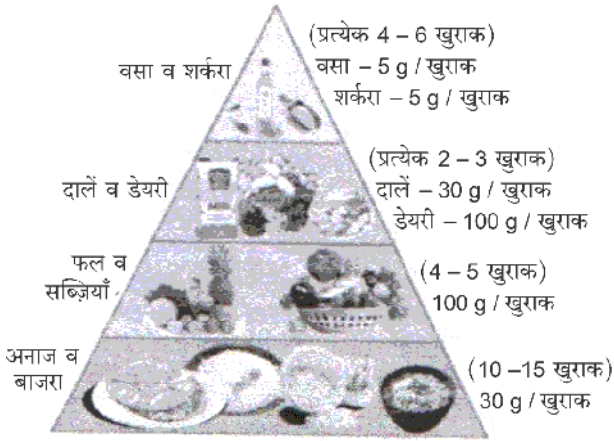 (प्रत्येक 4 – 6 खुराक)
वसा व शर्करा
वसा – 5 g / खुराक
शर्करा – 5 g / खुराक
(प्रत्येक 2 – 3 खुराक)
दालें व डेयरी
दालें – 30 g / खुराक
डेयरी – 100 g / खुराक
फल व
सब्ज़ियाँ
(4 – 5 खुराक)
100 g / खुराक
अनाज व
बाजरा
(10 –15 खुराक)
30 g / खुराक